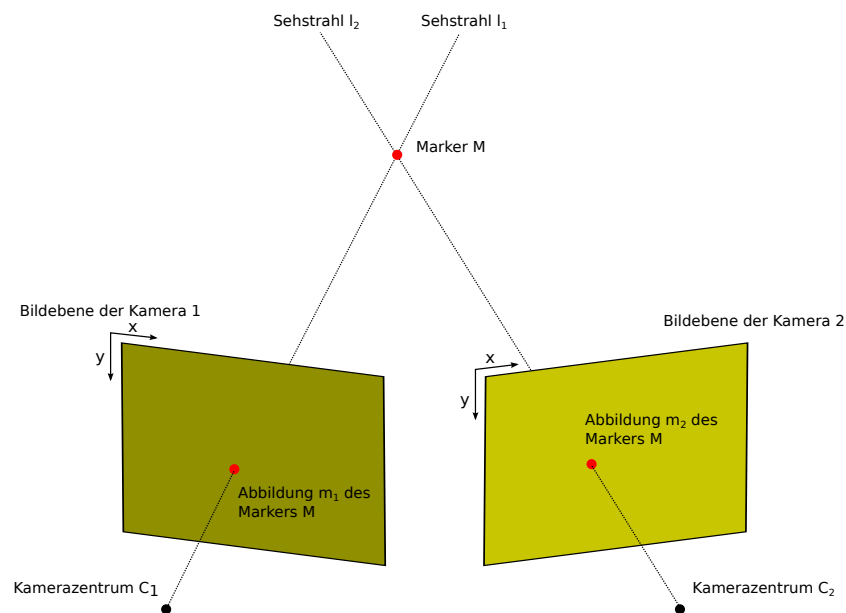 Sehstrahl l₂
Sehstrahl l₁
Marker M
Bildebene der Kamera 1
x
y
Bildebene der Kamera 2
x
y
Abbildung m₂ des
Markers M
Abbildung m₁ des
Markers M
Kamerazentrum C₁
Kamerazentrum C₂